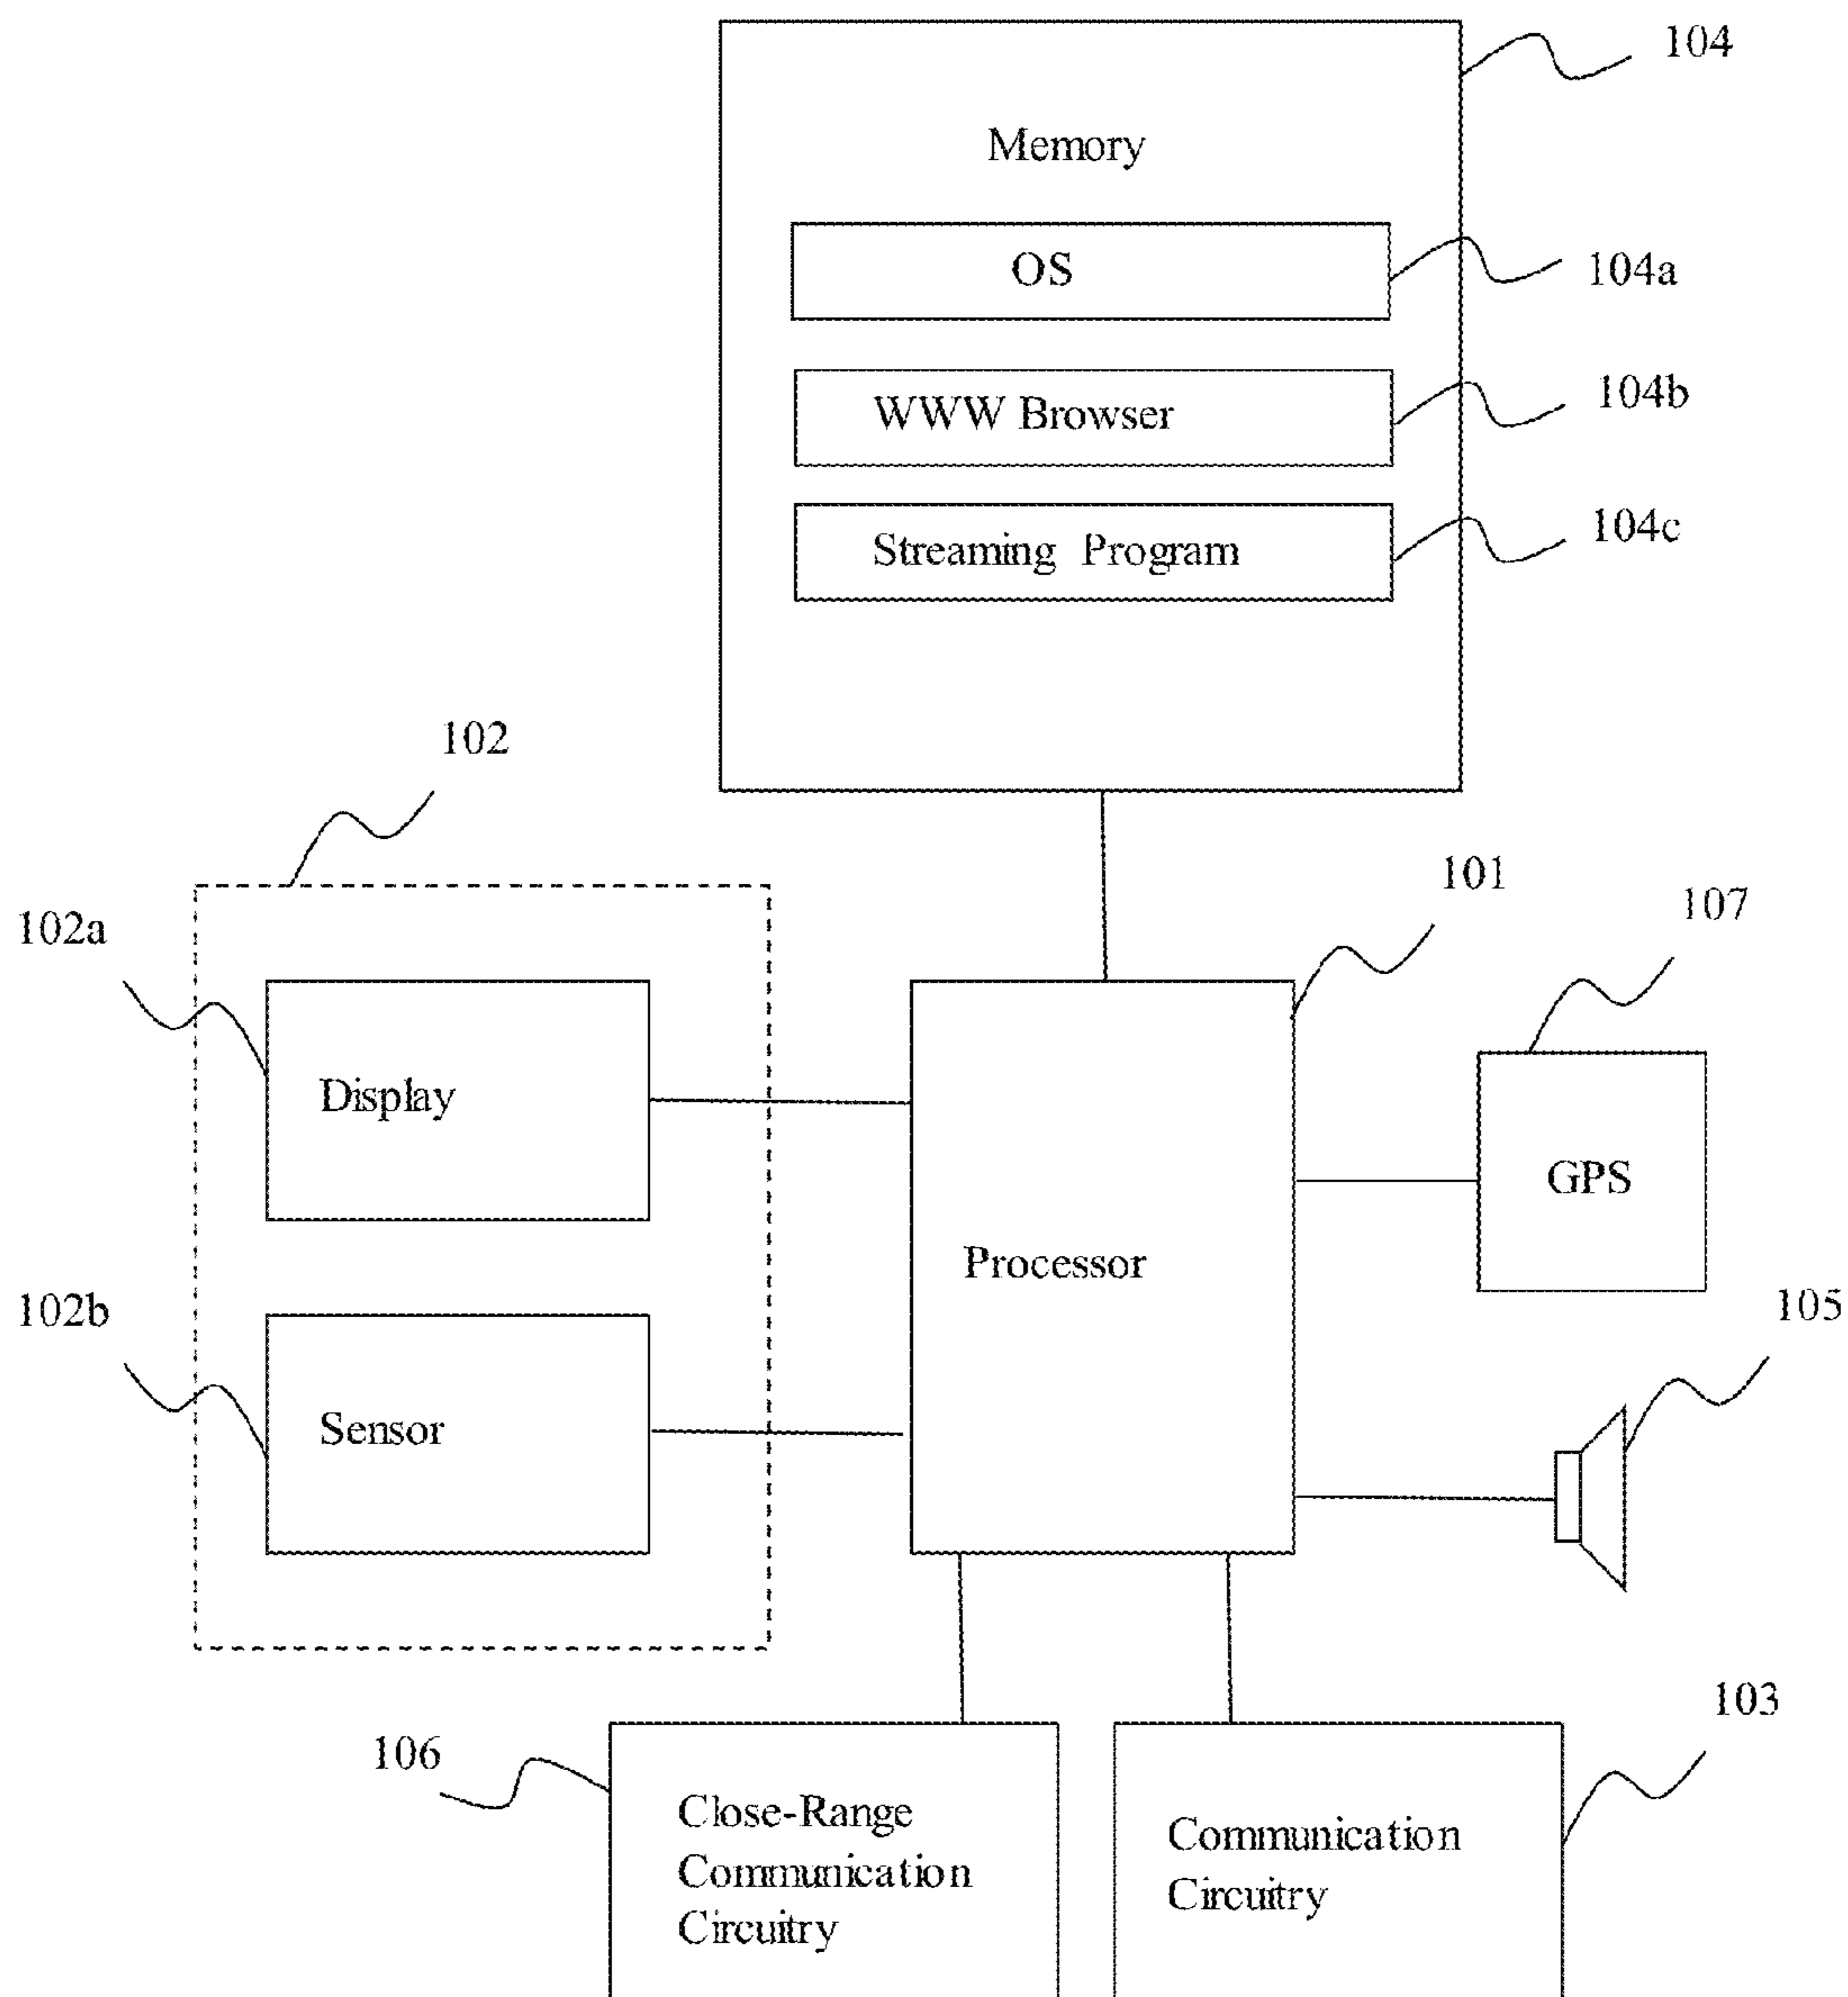 104
Memory
OS
104a
WWW Browser
104b
Streaming Program
104c
102
101
107
102a
Display
GPS
Processor
102b
105
Sensor
103
106
Close-Range
Communication
Circuitry
Communication
Circuitry